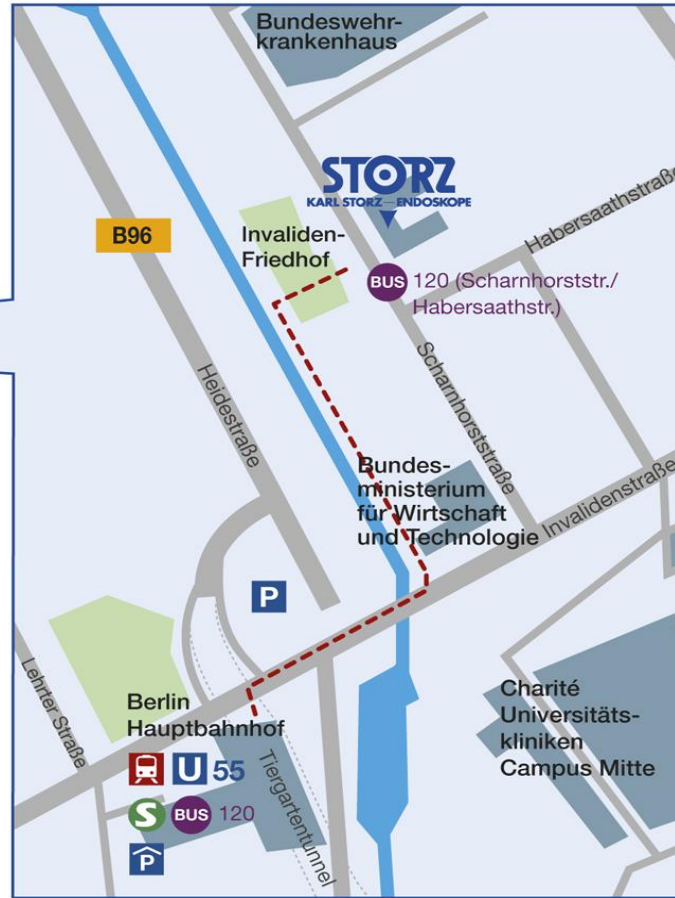 Bundeswehr-
krankenhaus
STORZ
KARL STORZ—ENDOSKOPE
Habersaathstraße
B96
Invaliden-
Friedhof
BUS 120 (Scharnhorststr./
Habersaathstr.)
Heidestraße
Scharnhorststraße
Bundes-
ministerium
für Wirtschaft
und Technologie
Invalidenstraße
P
Lehrter Straße
Berlin
Hauptbahnhof
U 55
S BUS 120
P
Tiergartentunnel
Charité
Universitäts-
kliniken
Campus Mitte